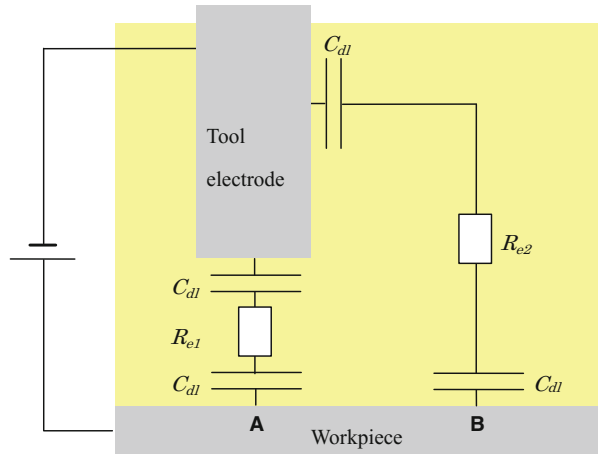 C_dl
Tool
electrode
R_e2
C_dl
R_e1
C_dl
C_dl
A
B
Workpiece